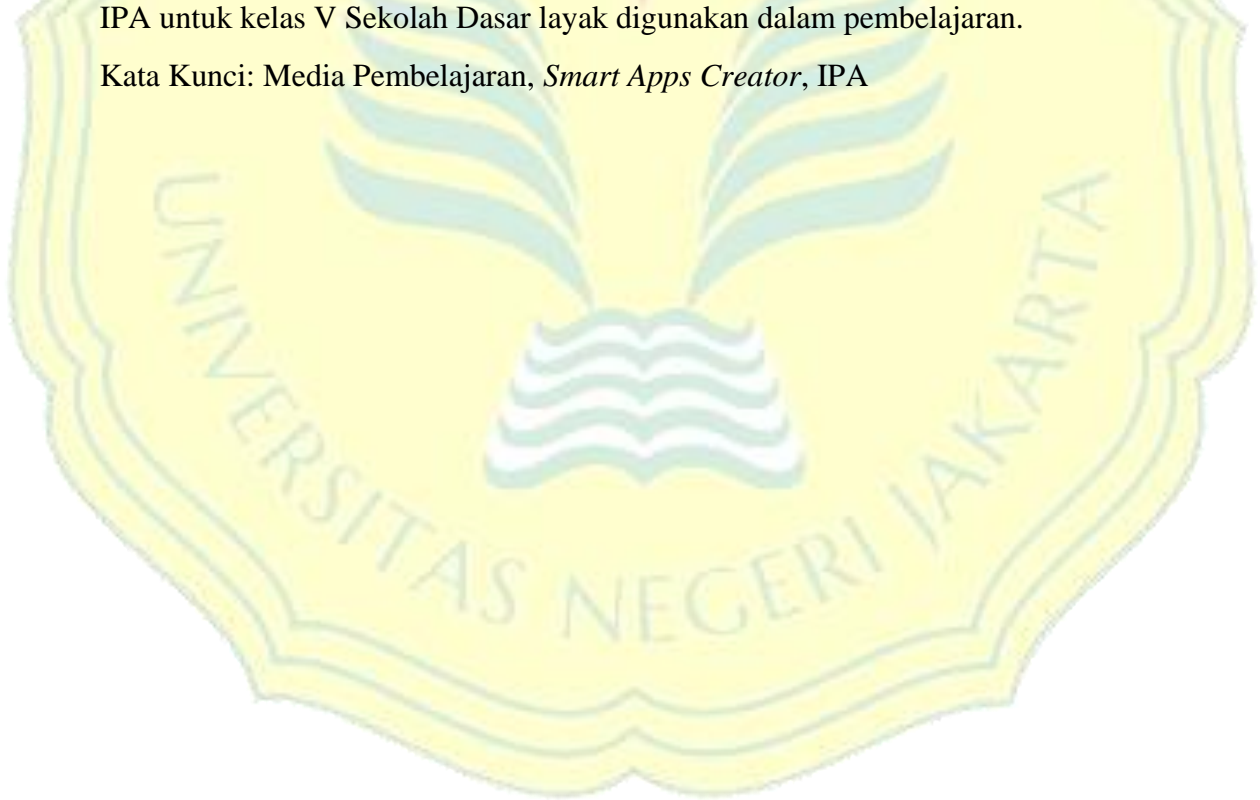 IPA untuk kelas V Sekolah Dasar layak digunakan dalam pembelajaran.
Kata Kunci: Media Pembelajaran, Smart Apps Creator, IPA
UNIVERSITAS NEGERI JAKARTA